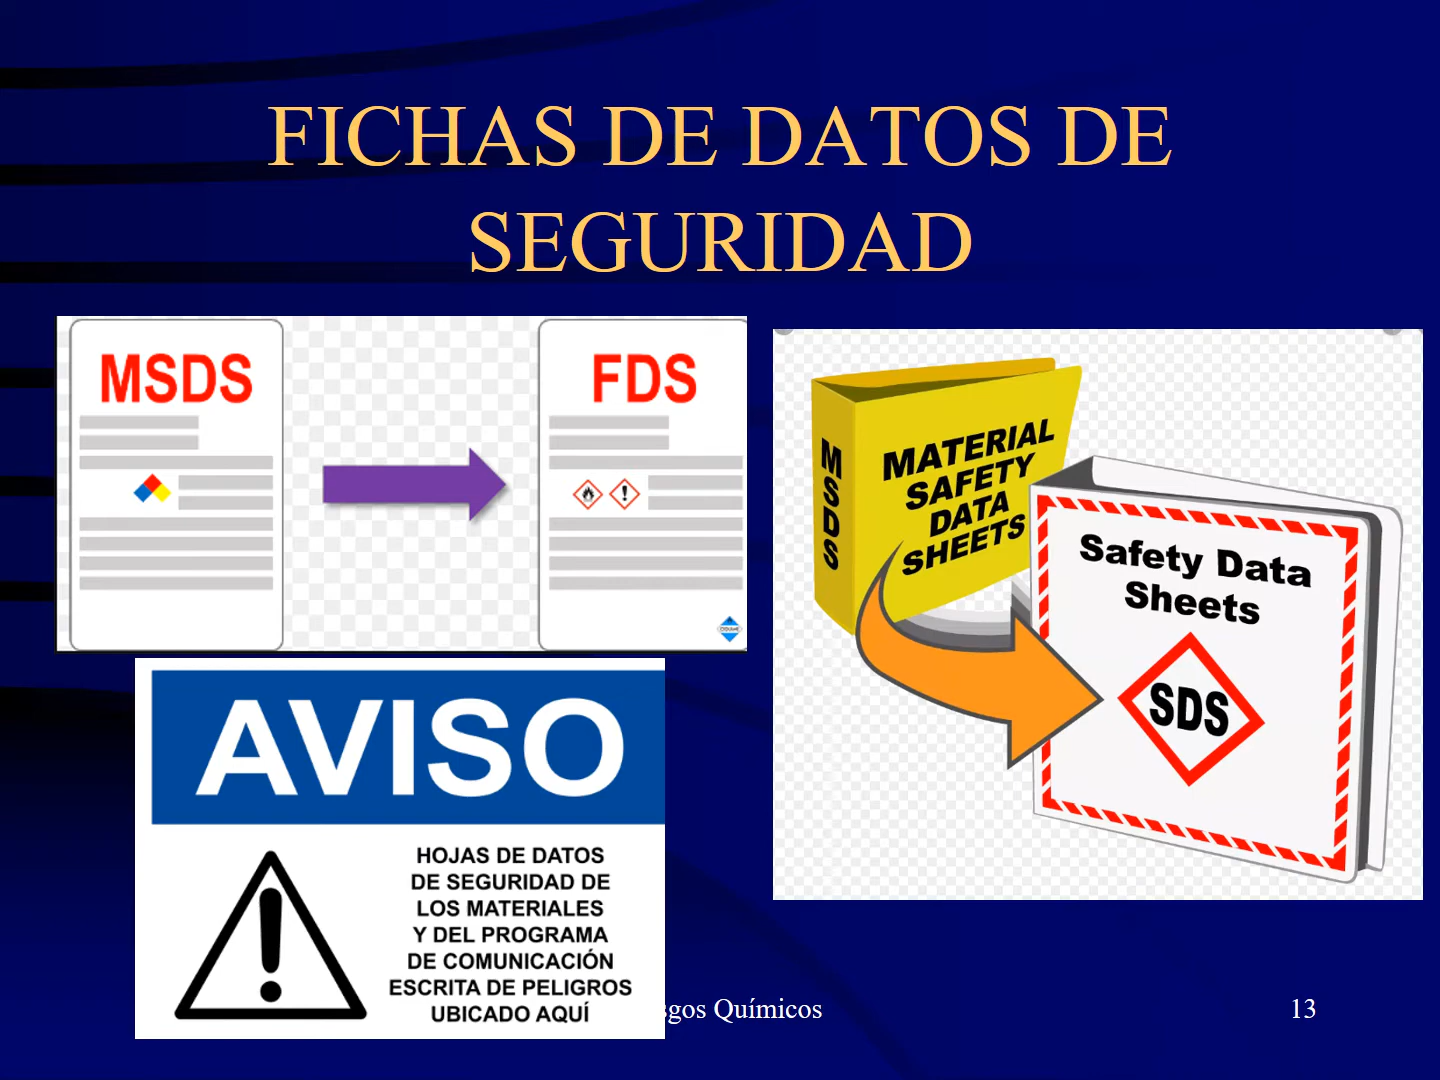 FICHAS DE DATOS DE
SEGURIDAD
MSDS
FDS
MSDS
MATERIAL
SAFETY
DATA
SHEETS
Safety Data
Sheets
SDS
AVISO
HOJAS DE DATOS
DE SEGURIDAD DE
LOS MATERIALES
Y DEL PROGRAMA
DE COMUNICACIÓN
ESCRITA DE PELIGROS
UBICADO AQUÍ
Químicos
13